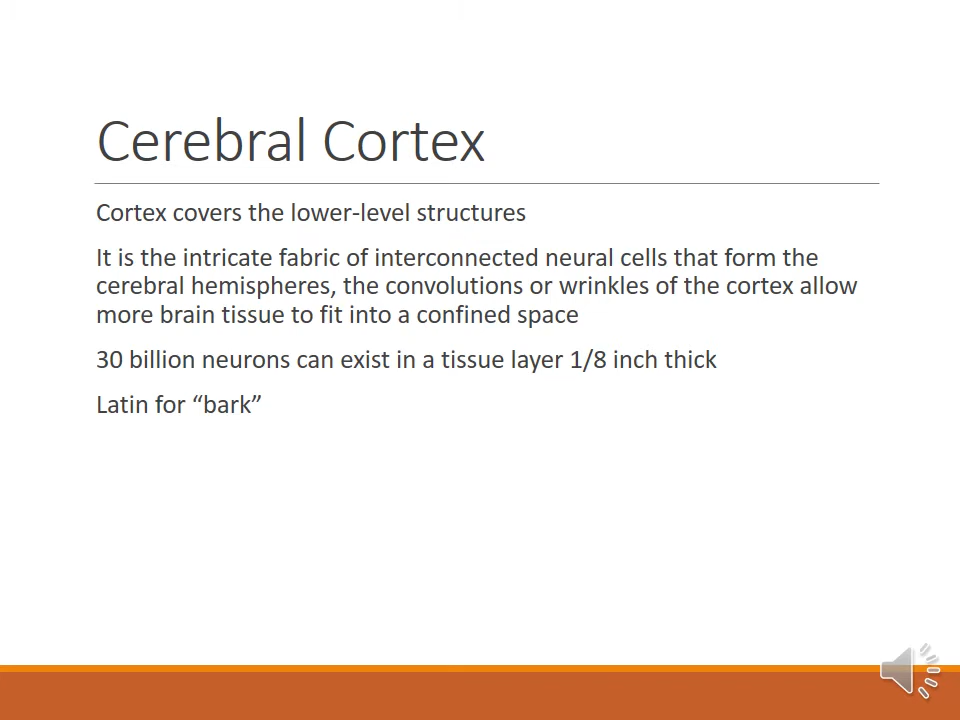 Cerebral Cortex
Cortex covers the lower-level structures
It is the intricate fabric of interconnected neural cells that form the
cerebral hemispheres, the convolutions or wrinkles of the cortex allow
more brain tissue to fit into a confined space
30 billion neurons can exist in a tissue layer 1/8 inch thick
Latin for “bark”